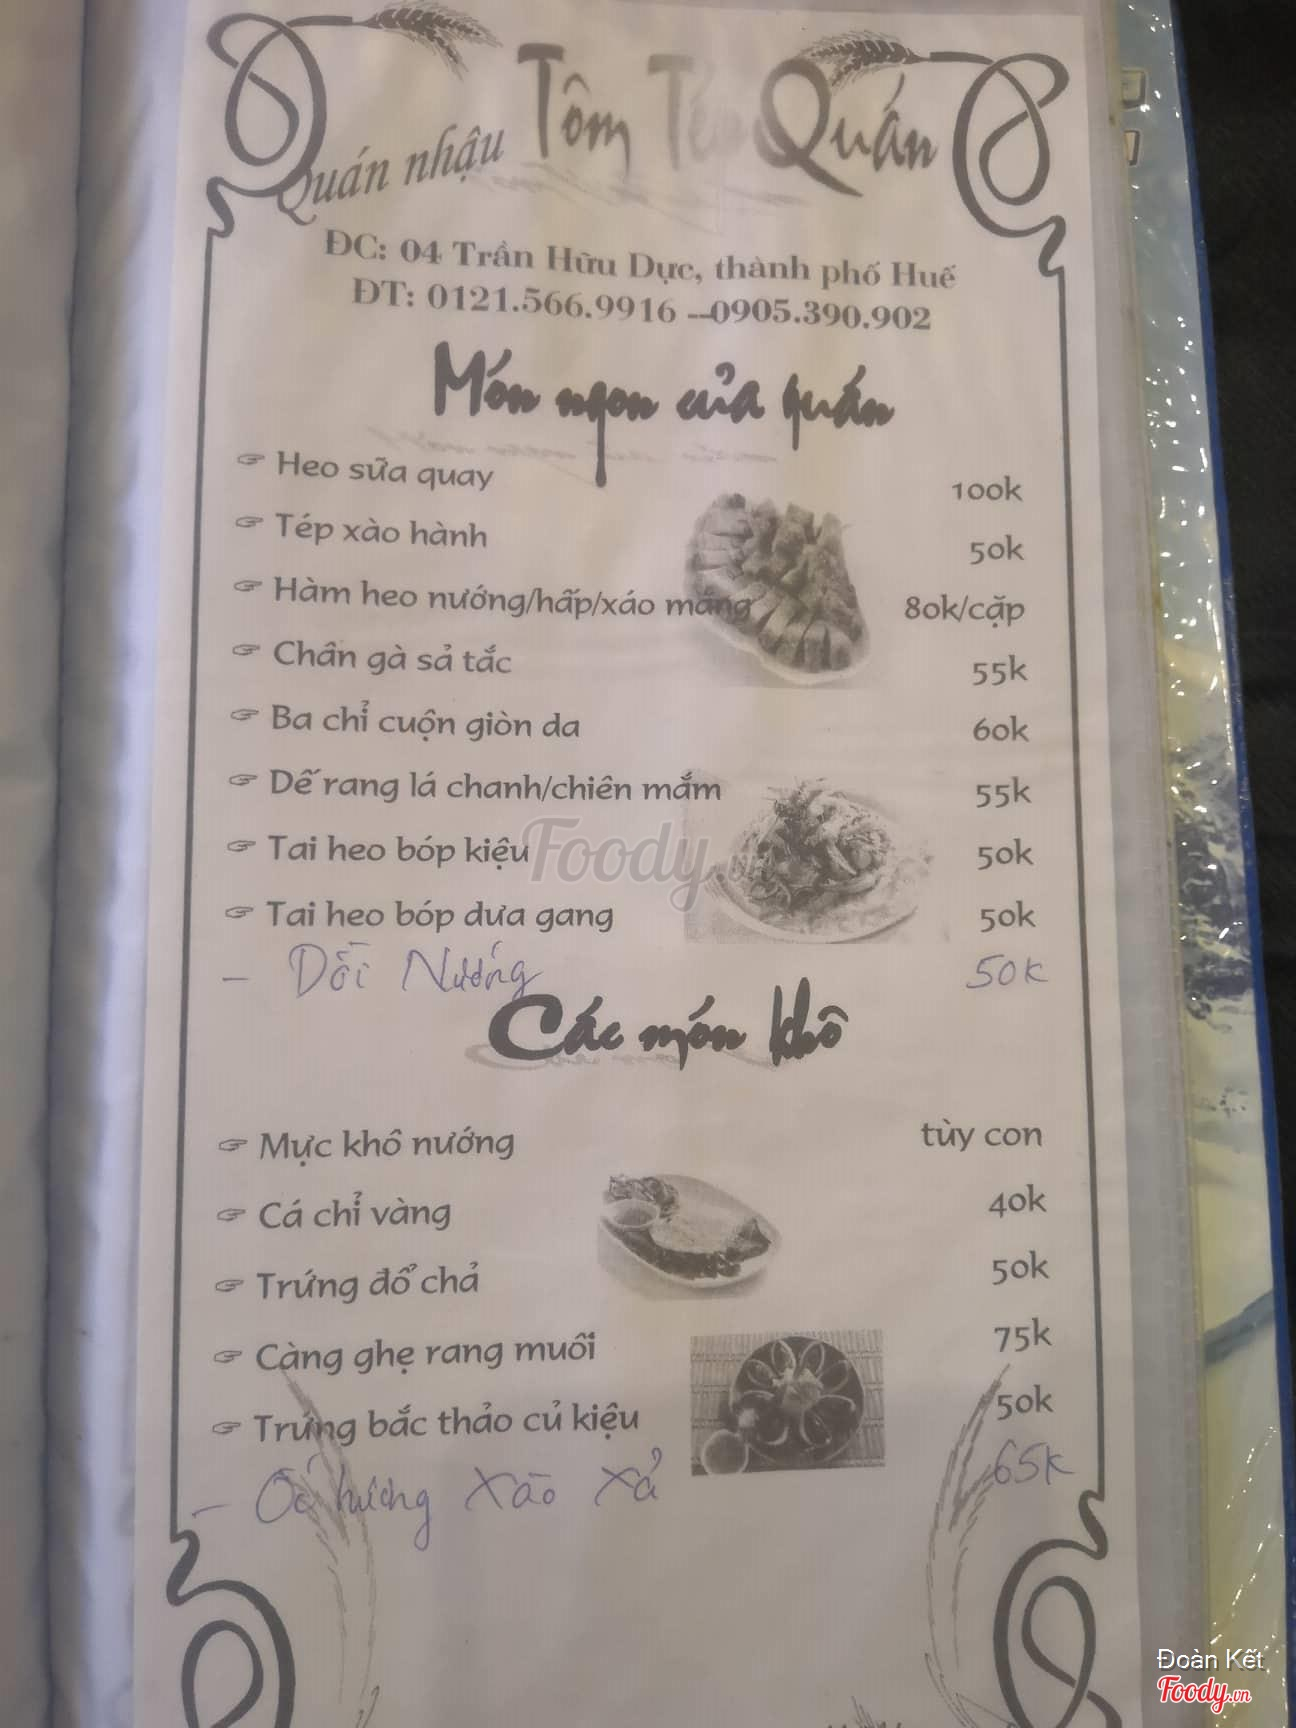 Quán nhậu Tôm Tép Quán
ĐC: 04 Trần Hữu Dực, thành phố Huế
ĐT: 0121.566.9916 --0905.390.902
Món ngon của quán
Heo sữa quay 100k
Tép xào hành 50k
Hàm heo nướng/hấp/xáo măng 80k/cặp
Chân gà sả tắc 55k
Ba chỉ cuộn giòn da 60k
Dế rang lá chanh/chiên mắm 55k
Tai heo bóp kiệu 50k
Foody.vn
Tai heo bóp dưa gang 50k
- Dồi Nướng 50K
Các món khô
Mực khô nướng tùy con
Cá chỉ vàng 40k
Trứng đổ chả 50k
Càng ghẹ rang muối 75k
Trứng bắc thảo củ kiệu 50k
- Ốc hương Xào Xả 65K
Đoàn Kết
Foody.vn